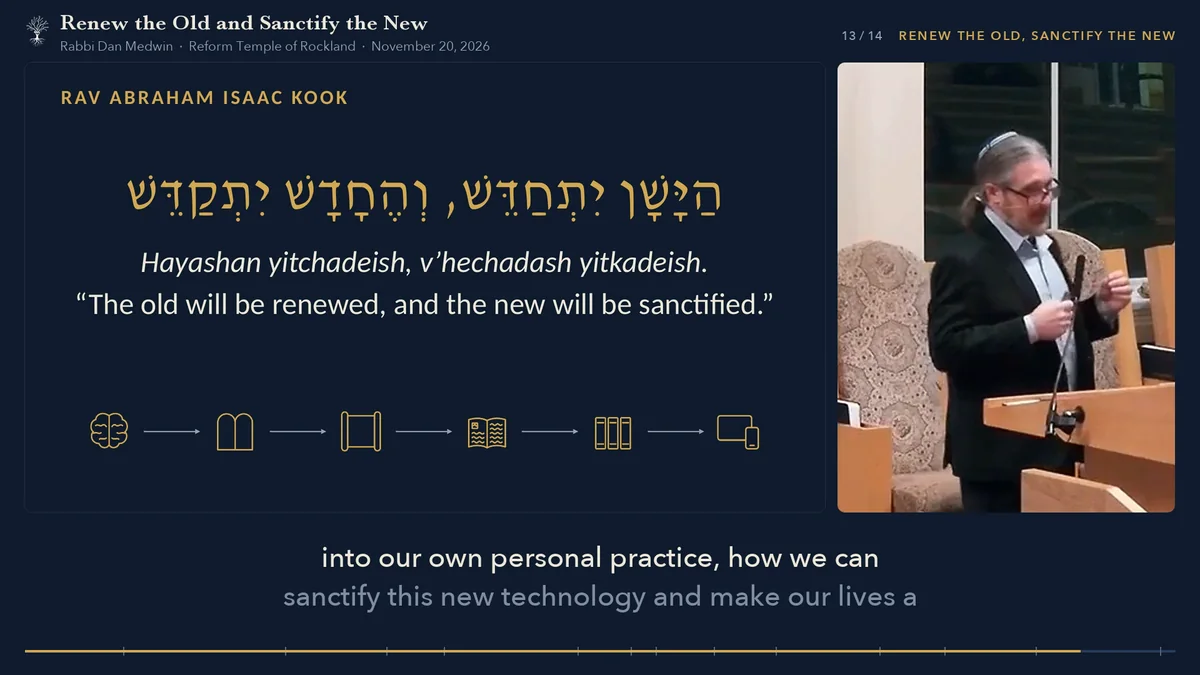 Renew the Old and Sanctify the New
Rabbi Dan Medwin · Reform Temple of Rockland · November 20, 2026
13 / 14 RENEW THE OLD, SANCTIFY THE NEW
RAV ABRAHAM ISAAC KOOK
הַיָּשָׁן יִתְחַדֵּשׁ, וְהֶחָדָשׁ יִתְקַדֵּשׁ
Hayashan yitchadeish, v’hechadash yitkadeish.
“The old will be renewed, and the new will be sanctified.”
into our own personal practice, how we can
sanctify this new technology and make our lives a